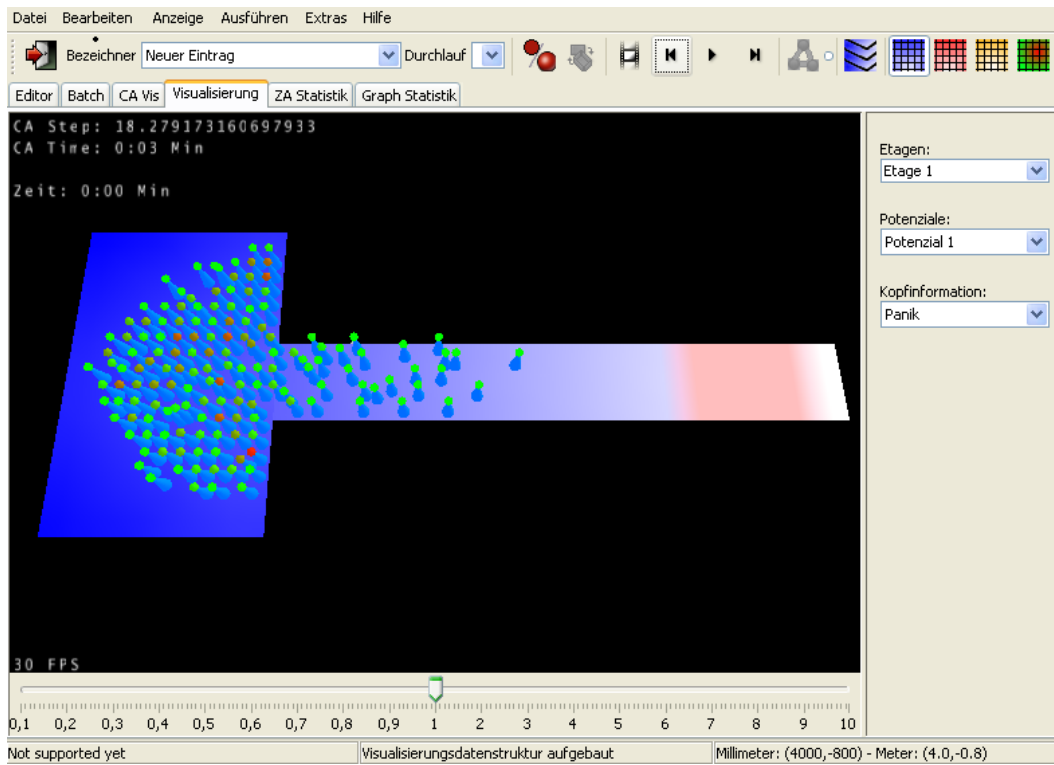 Datei Bearbeiten Anzeige Ausführen Extras Hilfe
Bezeichner Neuer Eintrag Durchlauf
Editor Batch CA Vis Visualisierung ZA Statistik Graph Statistik
CA Step: 18.279173160697933
CA Time: 0:03 Min
Zeit: 0:00 Min
Etagen:
Etage 1
Potenziale:
Potenzial 1
Kopfinformation:
Panik
30 FPS
0,1 0,2 0,3 0,4 0,5 0,6 0,7 0,8 0,9 1 2 3 4 5 6 7 8 9 10
Not supported yet Visualisierungsdatenstruktur aufgebaut Millimeter: (4000,-800) - Meter: (4.0,-0.8)